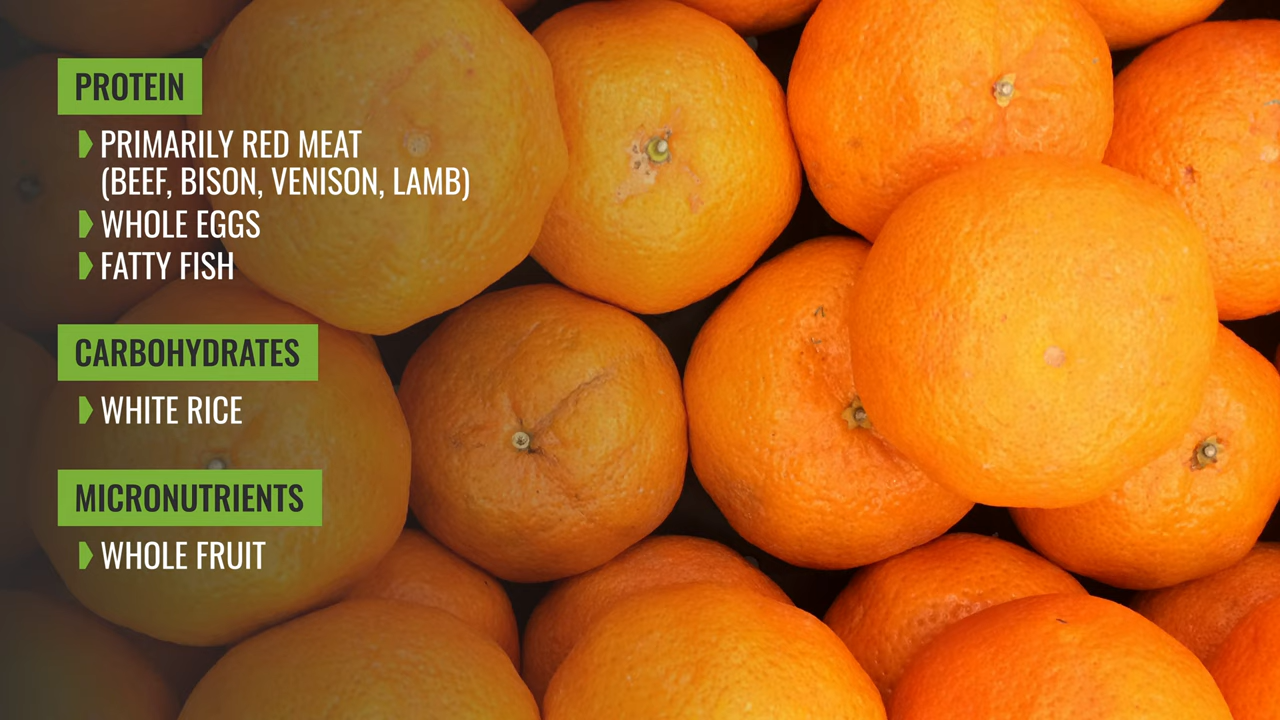 PROTEIN
PRIMARILY RED MEAT
(BEEF, BISON, VENISON, LAMB)
WHOLE EGGS
FATTY FISH
CARBOHYDRATES
WHITE RICE
MICRONUTRIENTS
WHOLE FRUIT